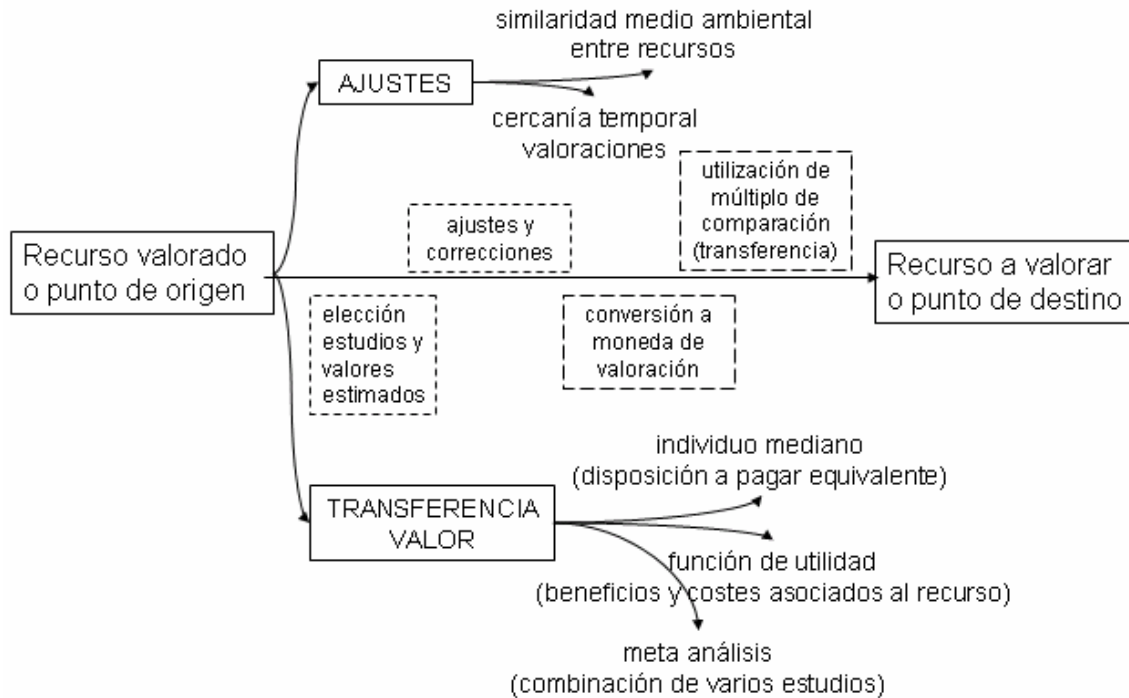 similaridad medio ambiental
entre recursos
AJUSTES
cercanía temporal
valoraciones
utilización de
múltiplo de
comparación
(transferencia)
ajustes y
correcciones
Recurso valorado
o punto de origen
Recurso a valorar
o punto de destino
elección
estudios y
valores
estimados
conversión a
moneda de
valoración
individuo mediano
(disposición a pagar equivalente)
TRANSFERENCIA
VALOR
función de utilidad
(beneficios y costes asociados al recurso)
meta análisis
(combinación de varios estudios)